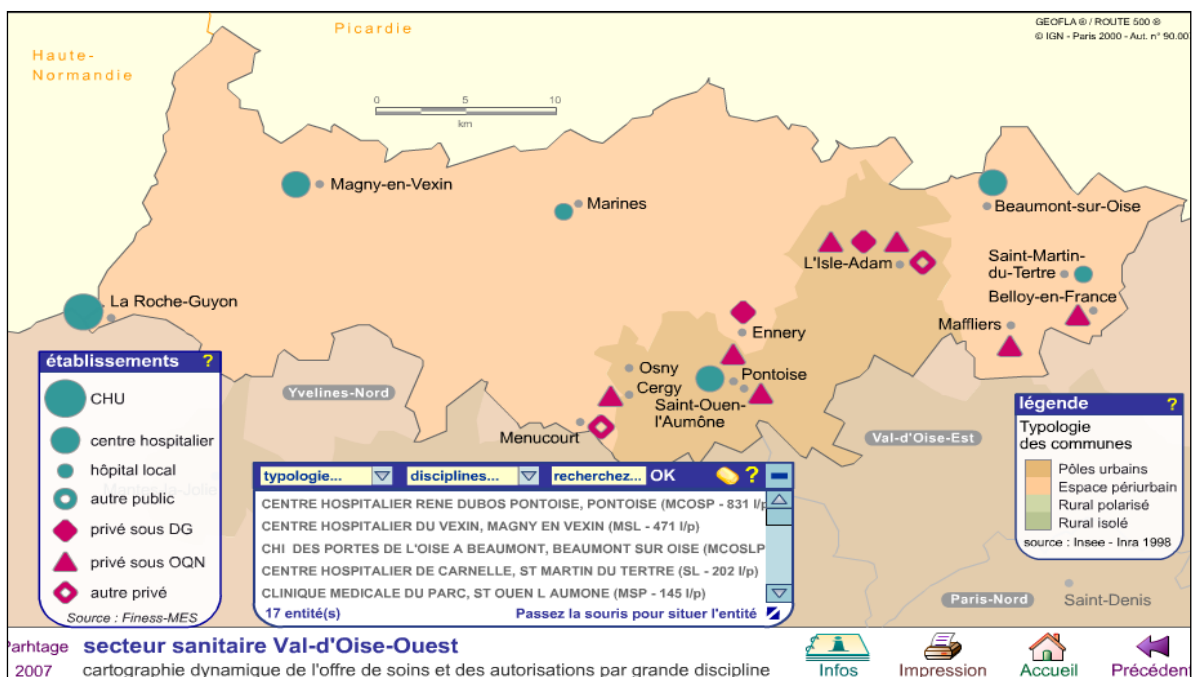 GEOFLA ® / ROUTE 500 ®
© IGN - Paris 2000 - Aut. n° 90.00
Picardie
Haute-
Normandie
0 5 10
km
Magny-en-Vexin
Marines
Beaumont-sur-Oise
L'Isle-Adam
Saint-Martin-
du-Tertre
Belloy-en-France
La Roche-Guyon
Maffliers
Ennery
Osny
Cergy
Pontoise
Saint-Ouen-
l'Aumône
Menucourt
Yvelines-Nord
Val-d'Oise-Est
Mantes-la-Jolie
Paris-Nord
Saint-Denis
établissements ?
CHU
centre hospitalier
hôpital local
autre public
privé sous DG
privé sous OQN
autre privé
Source : Finess-MES
légende ?
Typologie
des communes
Pôles urbains
Espace périurbain
Rural polarisé
Rural isolé
source : Insee - Inra 1998
typologie... disciplines... recherchez... OK ?
CENTRE HOSPITALIER RENE DUBOS PONTOISE, PONTOISE (MCOSP - 831 l/p
CENTRE HOSPITALIER DU VEXIN, MAGNY EN VEXIN (MSL - 471 l/p)
CHI DES PORTES DE L'OISE A BEAUMONT, BEAUMONT SUR OISE (MCOSLP
CENTRE HOSPITALIER DE CARNELLE, ST MARTIN DU TERTRE (SL - 202 l/p)
CLINIQUE MEDICALE DU PARC, ST OUEN L AUMONE (MSP - 145 l/p)
17 entité(s) Passez la souris pour situer l'entité
Parhtage
2007
secteur sanitaire Val-d'Oise-Ouest
cartographie dynamique de l'offre de soins et des autorisations par grande discipline
Infos
Impression
Accueil
Précédent